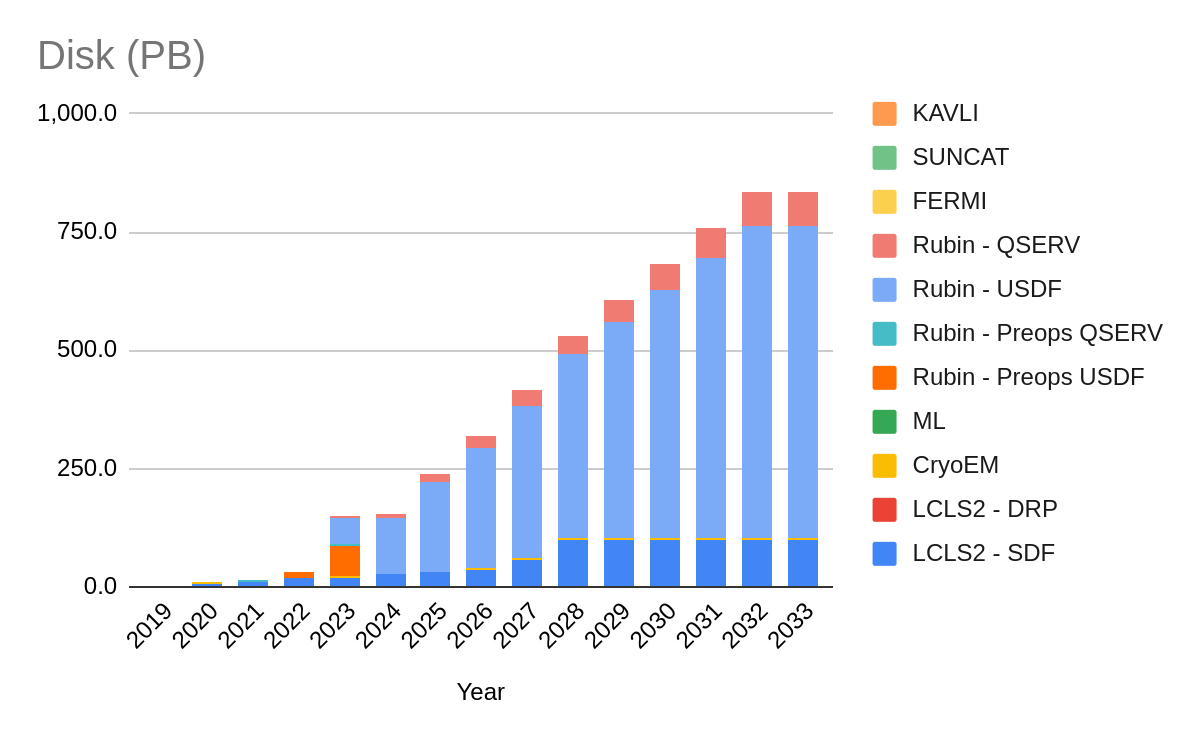 Disk (PB)
1,000.0
750.0
500.0
250.0
0.0
2019
2020
2021
2022
2023
2024
2025
2026
2027
2028
2029
2030
2031
2032
2033
Year
KAVLI
SUNCAT
FERMI
Rubin - QSERV
Rubin - USDF
Rubin - Preops QSERV
Rubin - Preops USDF
ML
CryoEM
LCLS2 - DRP
LCLS2 - SDF